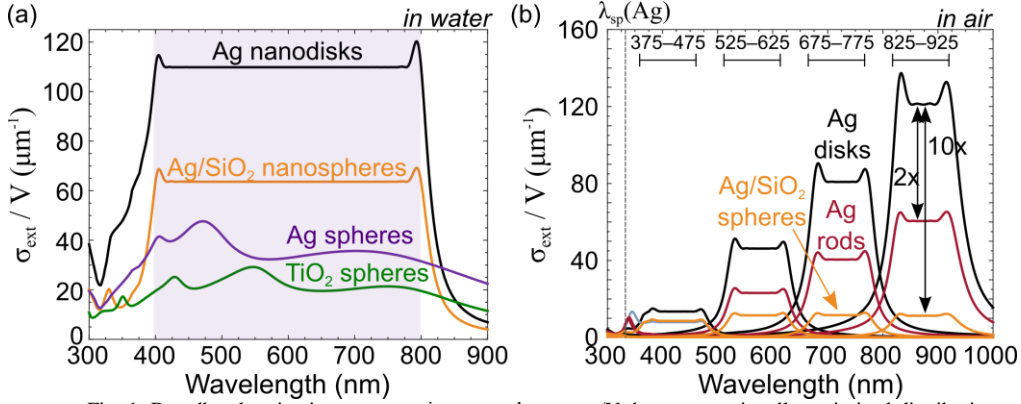 (a)
in water
120
100
80
60
40
20
0
σext / V (μm⁻¹)
Ag nanodisks
Ag/SiO₂ nanospheres
Ag spheres
TiO₂ spheres
300 400 500 600 700 800 900
Wavelength (nm)
(b)
λsp(Ag)
in air
375–475 525–625 675–775 825–925
160
120
80
40
0
σext / V (μm⁻¹)
Ag
disks
10x
2x
Ag/SiO₂
spheres
Ag
rods
300 400 500 600 700 800 900 1000
Wavelength (nm)